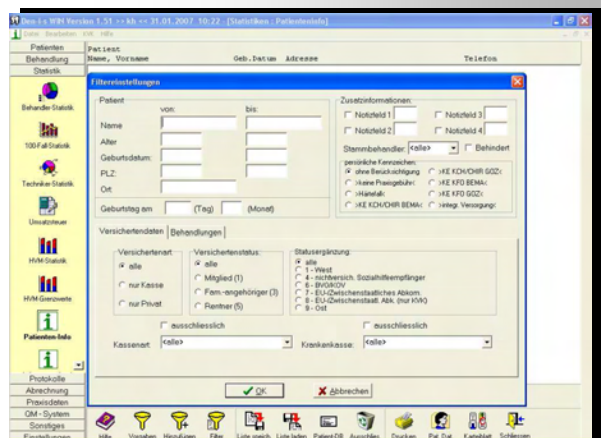 Den-i-s WIN Version 1.51 >> kh << 31.01.2007 10:22 - [Statistiken : Patienteninfo]
Datei Bearbeiten KVK Hilfe
Patienten
Behandlung
Statistik
Patient
Name, Vorname Geb.Datum Adresse Telefon
Behandler-Statistik
100-Fall-Statistik
Techniker-Statistik
Umsatzsteuer
HVM-Statistik
HVM-Grenzwerte
Patienten-Info
Protokolle
Abrechnung
Praxisdaten
QM - System
Sonstiges
Einstellungen
Filtereinstellungen
Patient
von: bis:
Name
Alter
Geburtsdatum:
PLZ:
Ort:
Geburtstag am (Tag) (Monat)
Zusatzinformationen:
Notizfeld 1 Notizfeld 3
Notizfeld 2 Notizfeld 4
Stammbehandler: <alle> Behindert
persönliche Kennzeichen:
ohne Berücksichtigung >KE KCH/CHIR GOZ<
>keine Praxisgebühr< >KE KFO BEMA<
>Härtefall< >KE KFO GOZ<
>KE KCH/CHIR BEMA< >integr. Versorgung<
Versichertendaten Behandlungen
Versichertenart:
alle
nur Kasse
nur Privat
Versichertenstatus:
alle
Mitglied (1)
Fam.-angehöriger (3)
Rentner (5)
Statusergänzung:
alle
1 - West
4 - nichtversich. Sozialhilfeempfänger
6 - BVG/KOV
7 - EU-/Zwischenstaatliches Abkom.
8 - EU-/Zwischenstaatl. Abk. (nur KVK)
9 - Ost
ausschliesslich ausschliesslich
Kassenart: <alle> Krankenkasse: <alle>
OK Abbrechen
Hilfe Vorgaben Hinzufügen Filter Liste speich. Liste laden Patient-DB Ausschlies. Drucken Pat. Dat. Karteiblatt Schliessen